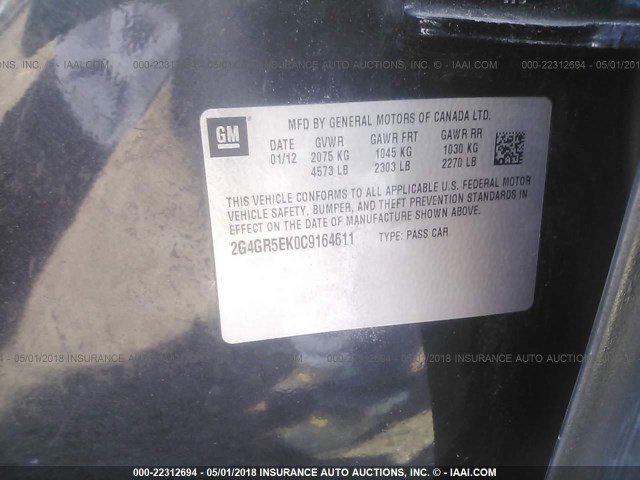 GM
MFD BY GENERAL MOTORS OF CANADA LTD.
DATE GVWR GAWR FRT GAWR RR
01/12 2075 KG 1045 KG 1030 KG
4573 LB 2303 LB 2270 LB
THIS VEHICLE CONFORMS TO ALL APPLICABLE U.S. FEDERAL MOTOR
VEHICLE SAFETY, BUMPER, AND THEFT PREVENTION STANDARDS IN
EFFECT ON THE DATE OF MANUFACTURE SHOWN ABOVE.
2G4GR5EK0C9164611 TYPE: PASS CAR
000-22312694 - 05/01/2018 INSURANCE AUTO AUCTIONS, INC. © - IAAI.COM